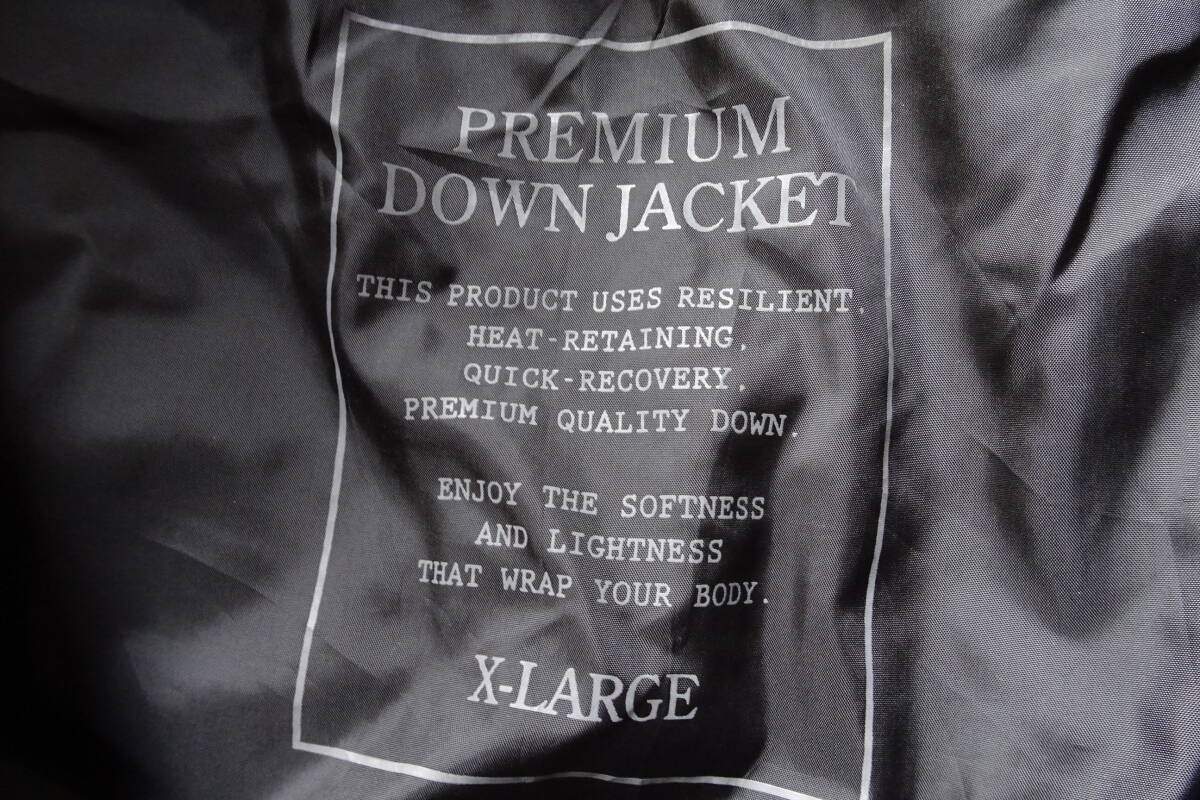 PREMIUM
DOWN JACKET
THIS PRODUCT USES RESILIENT,
HEAT-RETAINING,
QUICK-RECOVERY,
PREMIUM QUALITY DOWN.
ENJOY THE SOFTNESS
AND LIGHTNESS
THAT WRAP YOUR BODY.
X-LARGE